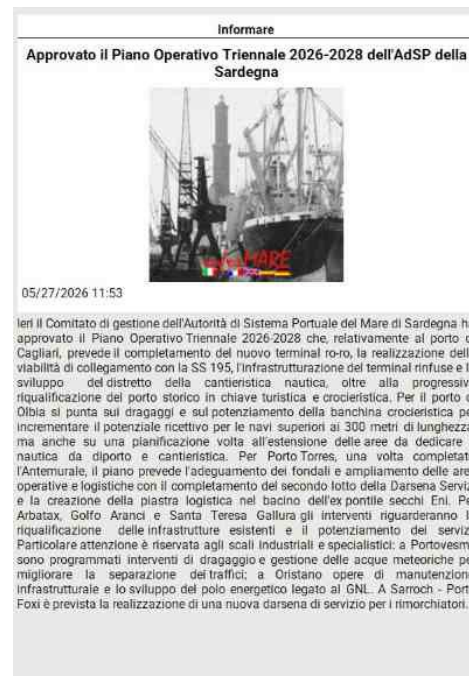 Informare
Approvato il Piano Operativo Triennale 2026-2028 dell'AdSP della
Sardegna
inforMARE
05/27/2026 11:53
Ieri il Comitato di gestione dell'Autorità di Sistema Portuale del Mare di Sardegna h
approvato il Piano Operativo Triennale 2026-2028 che, relativamente al porto
Cagliari, prevede il completamento del nuovo terminal ro-ro, la realizzazione dell
viabilità di collegamento con la SS 195, l'infrastrutturazione del terminal rinfuse e l
sviluppo del distretto della cantieristica nautica, oltre alla progressiv
riqualificazione del porto storico in chiave turistica e crocieristica. Per il porto
Olbia si punta sui dragaggi e sul potenziamento della banchina crocieristica pe
incrementare il potenziale ricettivo per le navi superiori ai 300 metri di lunghezza
ma anche su una pianificazione volta all'estensione delle aree da dedicare
nautica da diporto e cantieristica. Per Porto Torres, una volta completat
l'Antemurale, il piano prevede l'adeguamento dei fondali e ampliamento delle are
operative e logistiche con il completamento del secondo lotto della Darsena Serviz
e la creazione della piastra logistica nel bacino dell'ex pontile secchi Eni. Pe
Arbatax, Golfo Aranci e Santa Teresa Gallura gli interventi riguarderanno l
riqualificazione delle infrastrutture esistenti e il potenziamento dei serviz
Particolare attenzione è riservata agli scali industriali e specialistici: a Portovesm
sono programmati interventi di dragaggio e gestione delle acque meteoriche pe
migliorare la separazione dei traffici; a Oristano opere di manutenzion
infrastrutturale e lo sviluppo del polo energetico legato al GNL. A Sarroch - Port
Foxi è prevista la realizzazione di una nuova darsena di servizio per i rimorchiatori.